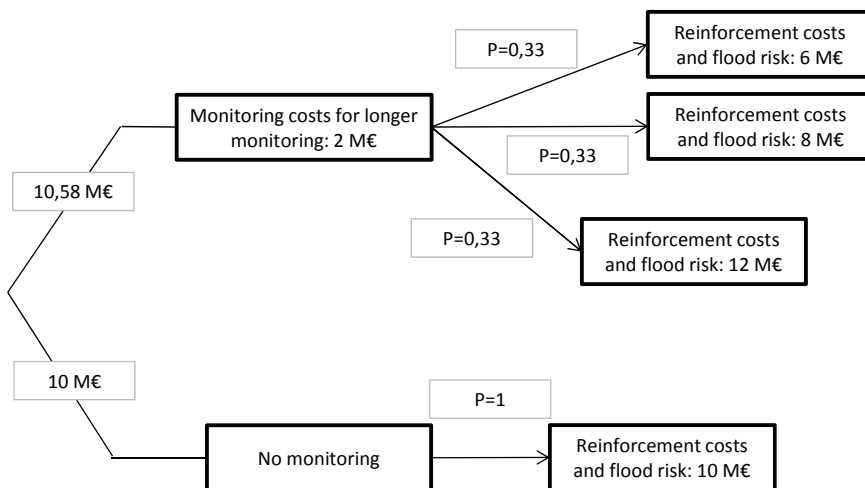 P=0,33
Reinforcement costs
and flood risk: 6 M€
Monitoring costs for longer
monitoring: 2 M€
Reinforcement costs
and flood risk: 8 M€
P=0,33
10,58 M€
P=0,33
Reinforcement costs
and flood risk: 12 M€
10 M€
P=1
No monitoring
Reinforcement costs
and flood risk: 10 M€